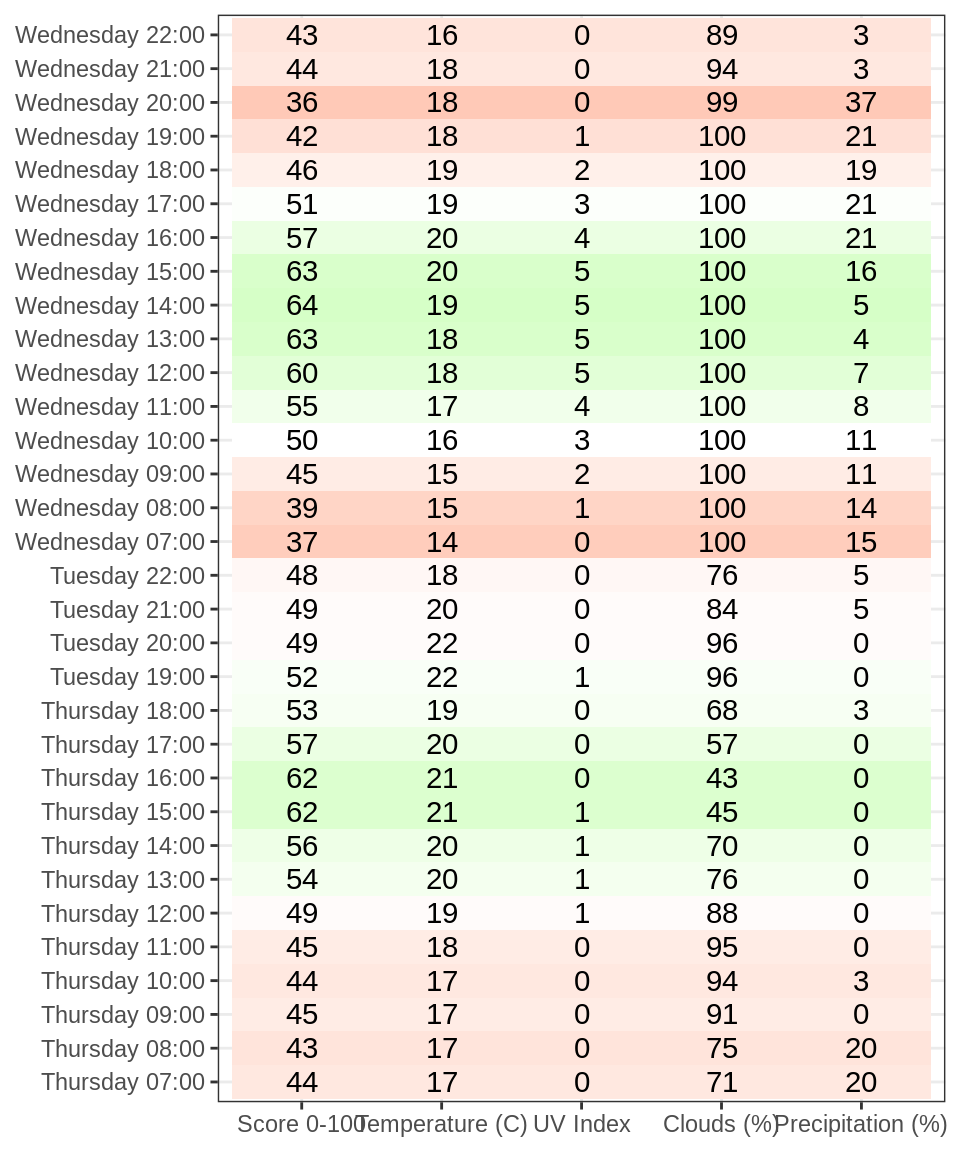 Wednesday 22:00 43 16 0 89 3
Wednesday 21:00 44 18 0 94 3
Wednesday 20:00 36 18 0 99 37
Wednesday 19:00 42 18 1 100 21
Wednesday 18:00 46 19 2 100 19
Wednesday 17:00 51 19 3 100 21
Wednesday 16:00 57 20 4 100 21
Wednesday 15:00 63 20 5 100 16
Wednesday 14:00 64 19 5 100 5
Wednesday 13:00 63 18 5 100 4
Wednesday 12:00 60 18 5 100 7
Wednesday 11:00 55 17 4 100 8
Wednesday 10:00 50 16 3 100 11
Wednesday 09:00 45 15 2 100 11
Wednesday 08:00 39 15 1 100 14
Wednesday 07:00 37 14 0 100 15
Tuesday 22:00 48 18 0 76 5
Tuesday 21:00 49 20 0 84 5
Tuesday 20:00 49 22 0 96 0
Tuesday 19:00 52 22 1 96 0
Thursday 18:00 53 19 0 68 3
Thursday 17:00 57 20 0 57 0
Thursday 16:00 62 21 0 43 0
Thursday 15:00 62 21 1 45 0
Thursday 14:00 56 20 1 70 0
Thursday 13:00 54 20 1 76 0
Thursday 12:00 49 19 1 88 0
Thursday 11:00 45 18 0 95 0
Thursday 10:00 44 17 0 94 3
Thursday 09:00 45 17 0 91 0
Thursday 08:00 43 17 0 75 20
Thursday 07:00 44 17 0 71 20
Score 0-100 Temperature (C) UV Index Clouds (%) Precipitation (%)